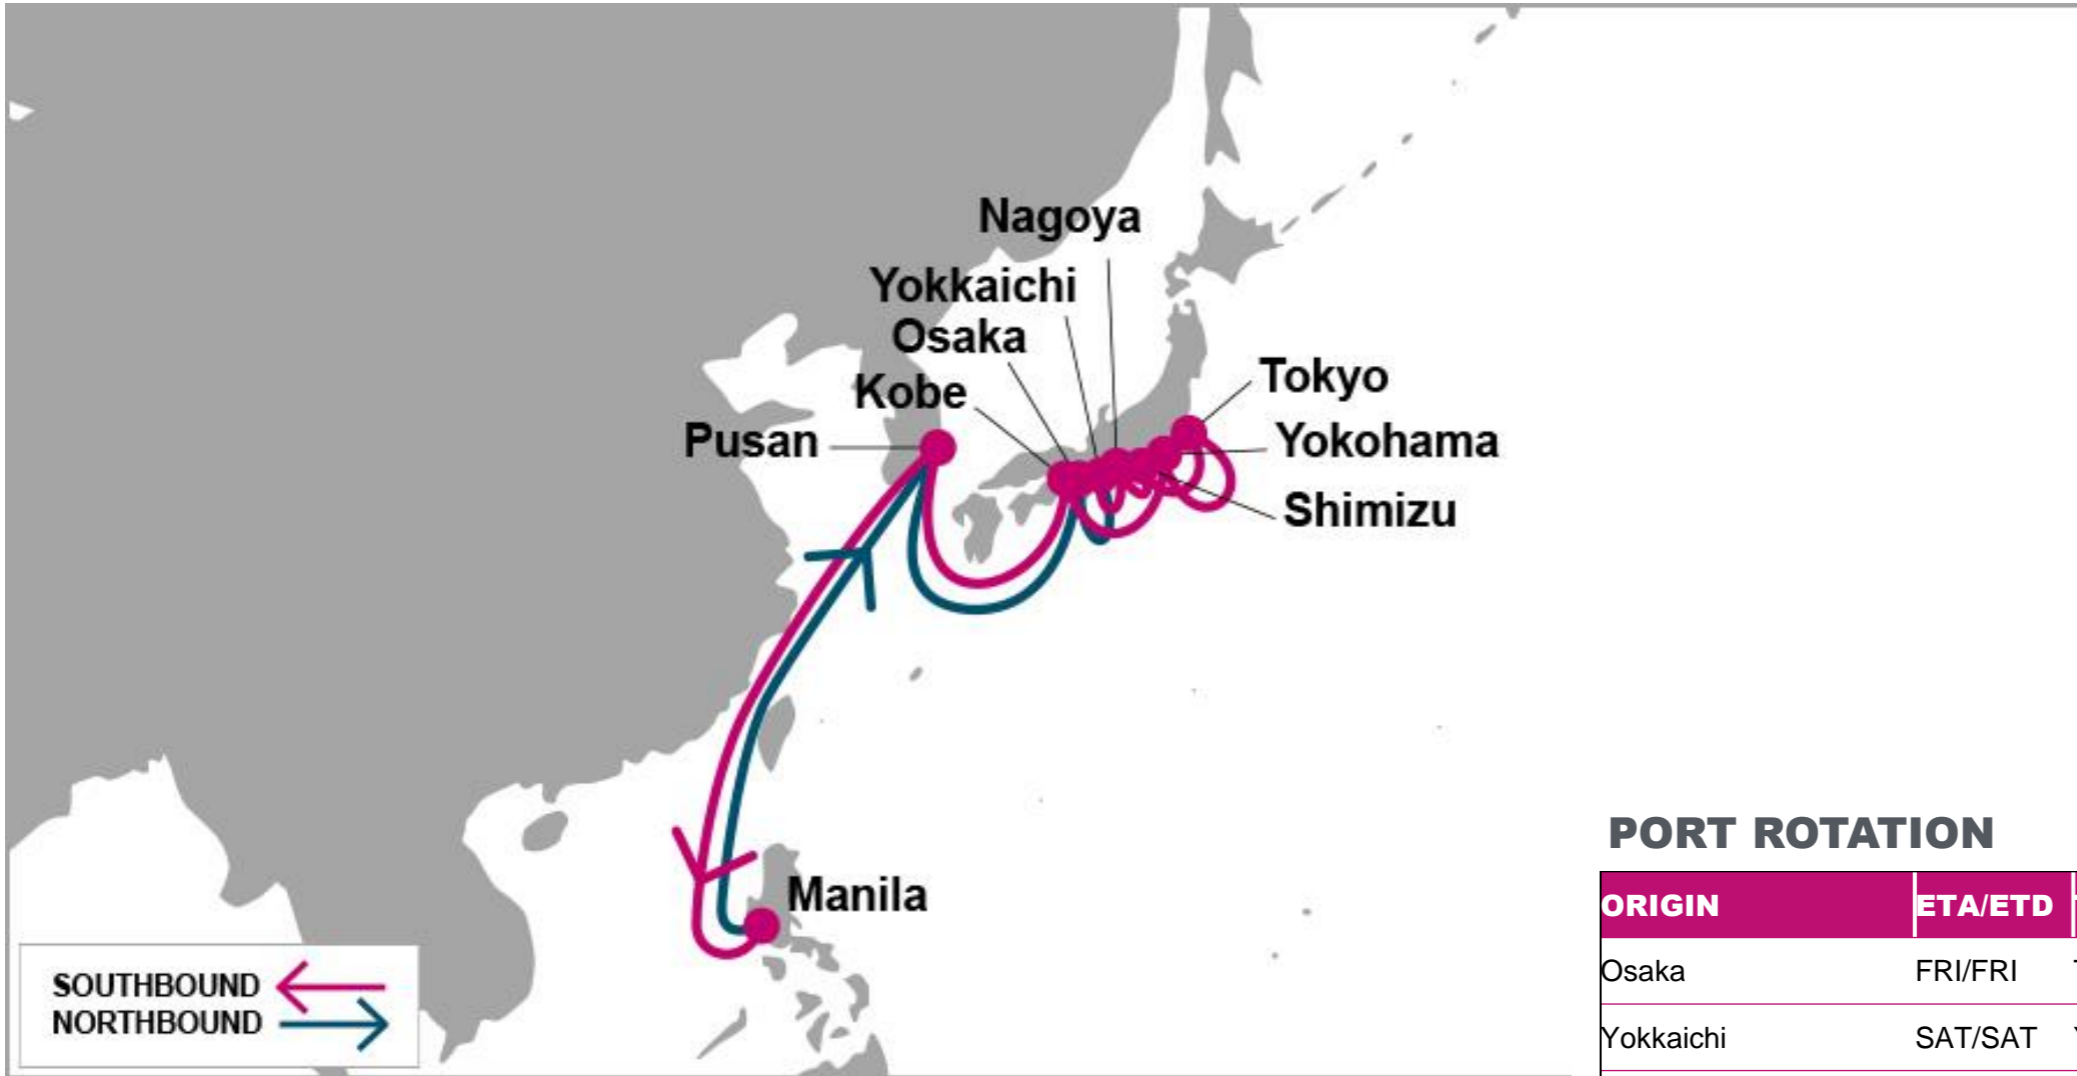 Nagoya
Yokkaichi
Osaka
Kobe
Tokyo
Pusan
Yokohama
Shimizu
Manila
SOUTHBOUND
NORTHBOUND
PORT ROTATION
ORIGIN ETA/ETD
Osaka FRI/FRI
Yokkaichi SAT/SAT